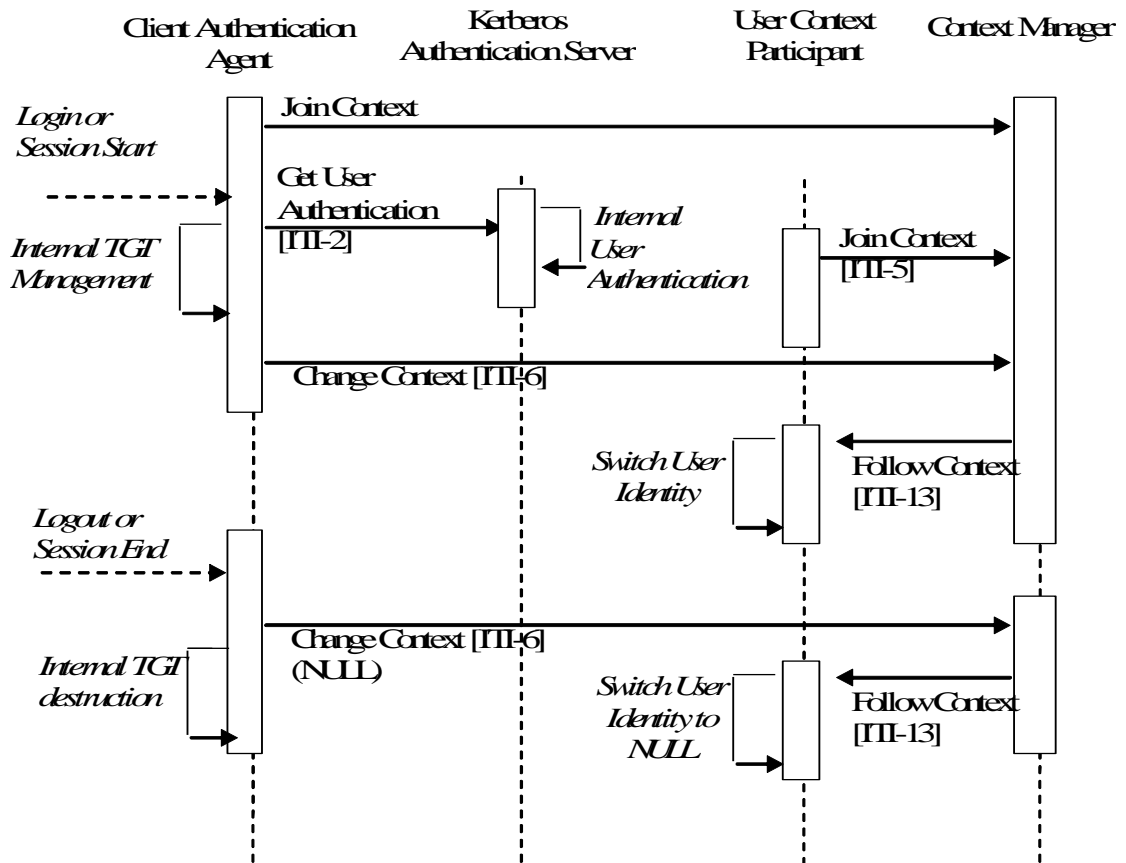 Client Authentication
Agent
Kerberos
Authentication Server
User Context
Participant
Context Manager
Login or
Session Start
Join Context
Get User
Authentication
[ITI-2]
Internal
User
Authentication
Join Context
[ITI-5]
Internal TGT
Management
Change Context [ITI-6]
Switch User
Identity
Follow Context
[ITI-13]
Logout or
Session End
Change Context [ITI-6]
(NULL)
Internal TGT
destruction
Switch User
Identity to
NULL
Follow Context
[ITI-13]